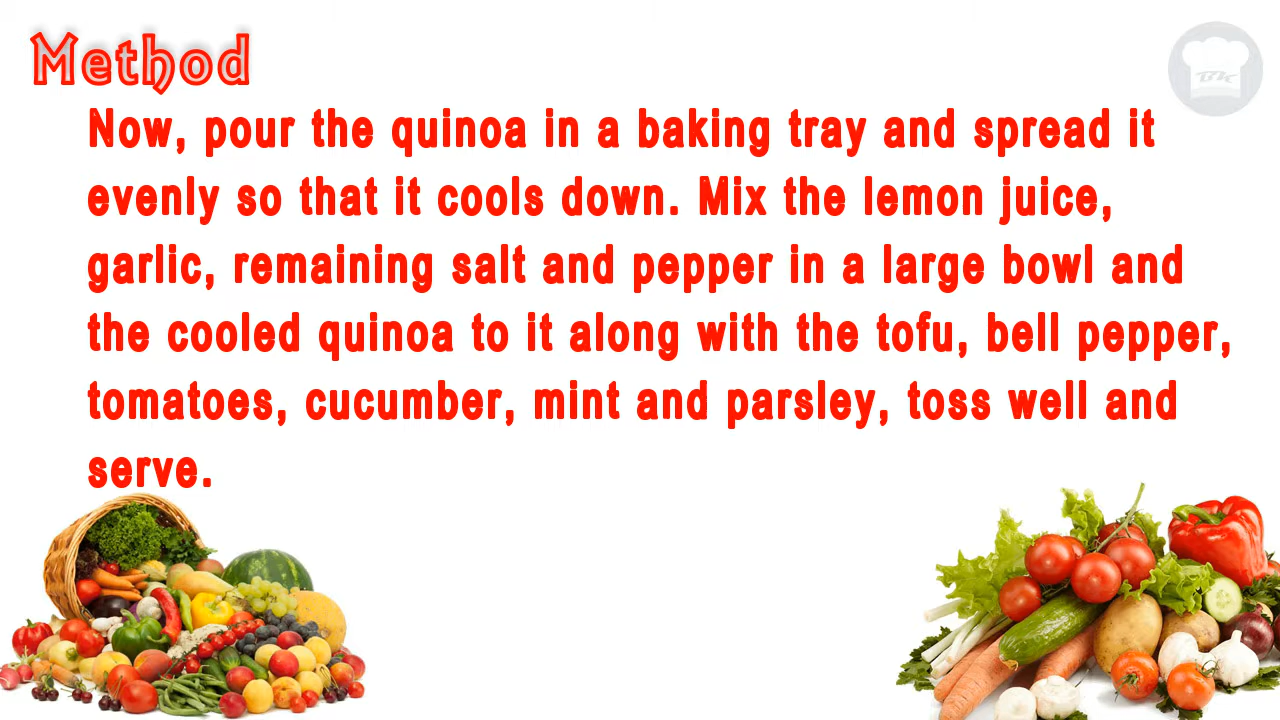 Method
Now, pour the quinoa in a baking tray and spread it
evenly so that it cools down. Mix the lemon juice,
garlic, remaining salt and pepper in a large bowl and
the cooled quinoa to it along with the tofu, bell pepper,
tomatoes, cucumber, mint and parsley, toss well and
serve.